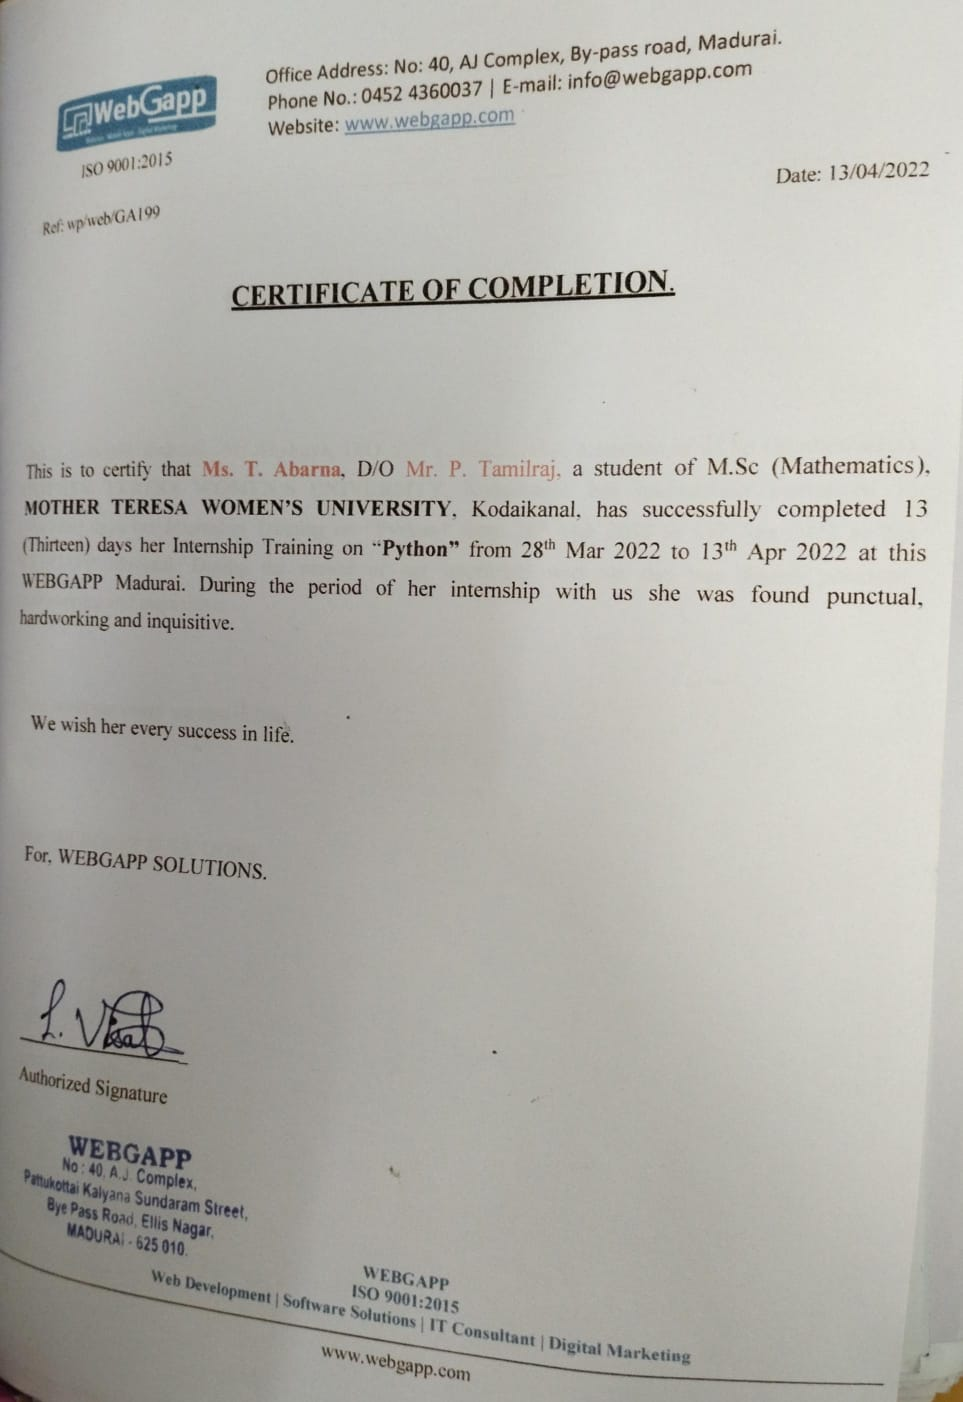 Office Address: No: 40, AJ Complex, By-pass road, Madurai.
Phone No.: 0452 4360037 | E-mail: info@webgapp.com
Website: www.webgapp.com
WebGapp
ISO 9001:2015
Date: 13/04/2022
Ref: wp/web/GA199
CERTIFICATE OF COMPLETION.
This is to certify that Ms. T. Abarna, D/O Mr. P. Tamilraj, a student of M.Sc (Mathematics),
MOTHER TERESA WOMEN'S UNIVERSITY, Kodaikanal, has successfully completed 13
(Thirteen) days her Internship Training on “Python” from 28th Mar 2022 to 13th Apr 2022 at this
WEBGAPP Madurai. During the period of her internship with us she was found punctual,
hardworking and inquisitive.
We wish her every success in life.
For, WEBGAPP SOLUTIONS.
Authorized Signature
WEBGAPP
No : 40, A.J. Complex,
Pattukottai Kalyana Sundaram Street,
Bye Pass Road, Ellis Nagar,
MADURAI - 625 010.
WEBGAPP
ISO 9001:2015
Web Development | Software Solutions | IT Consultant | Digital Marketing
www.webgapp.com